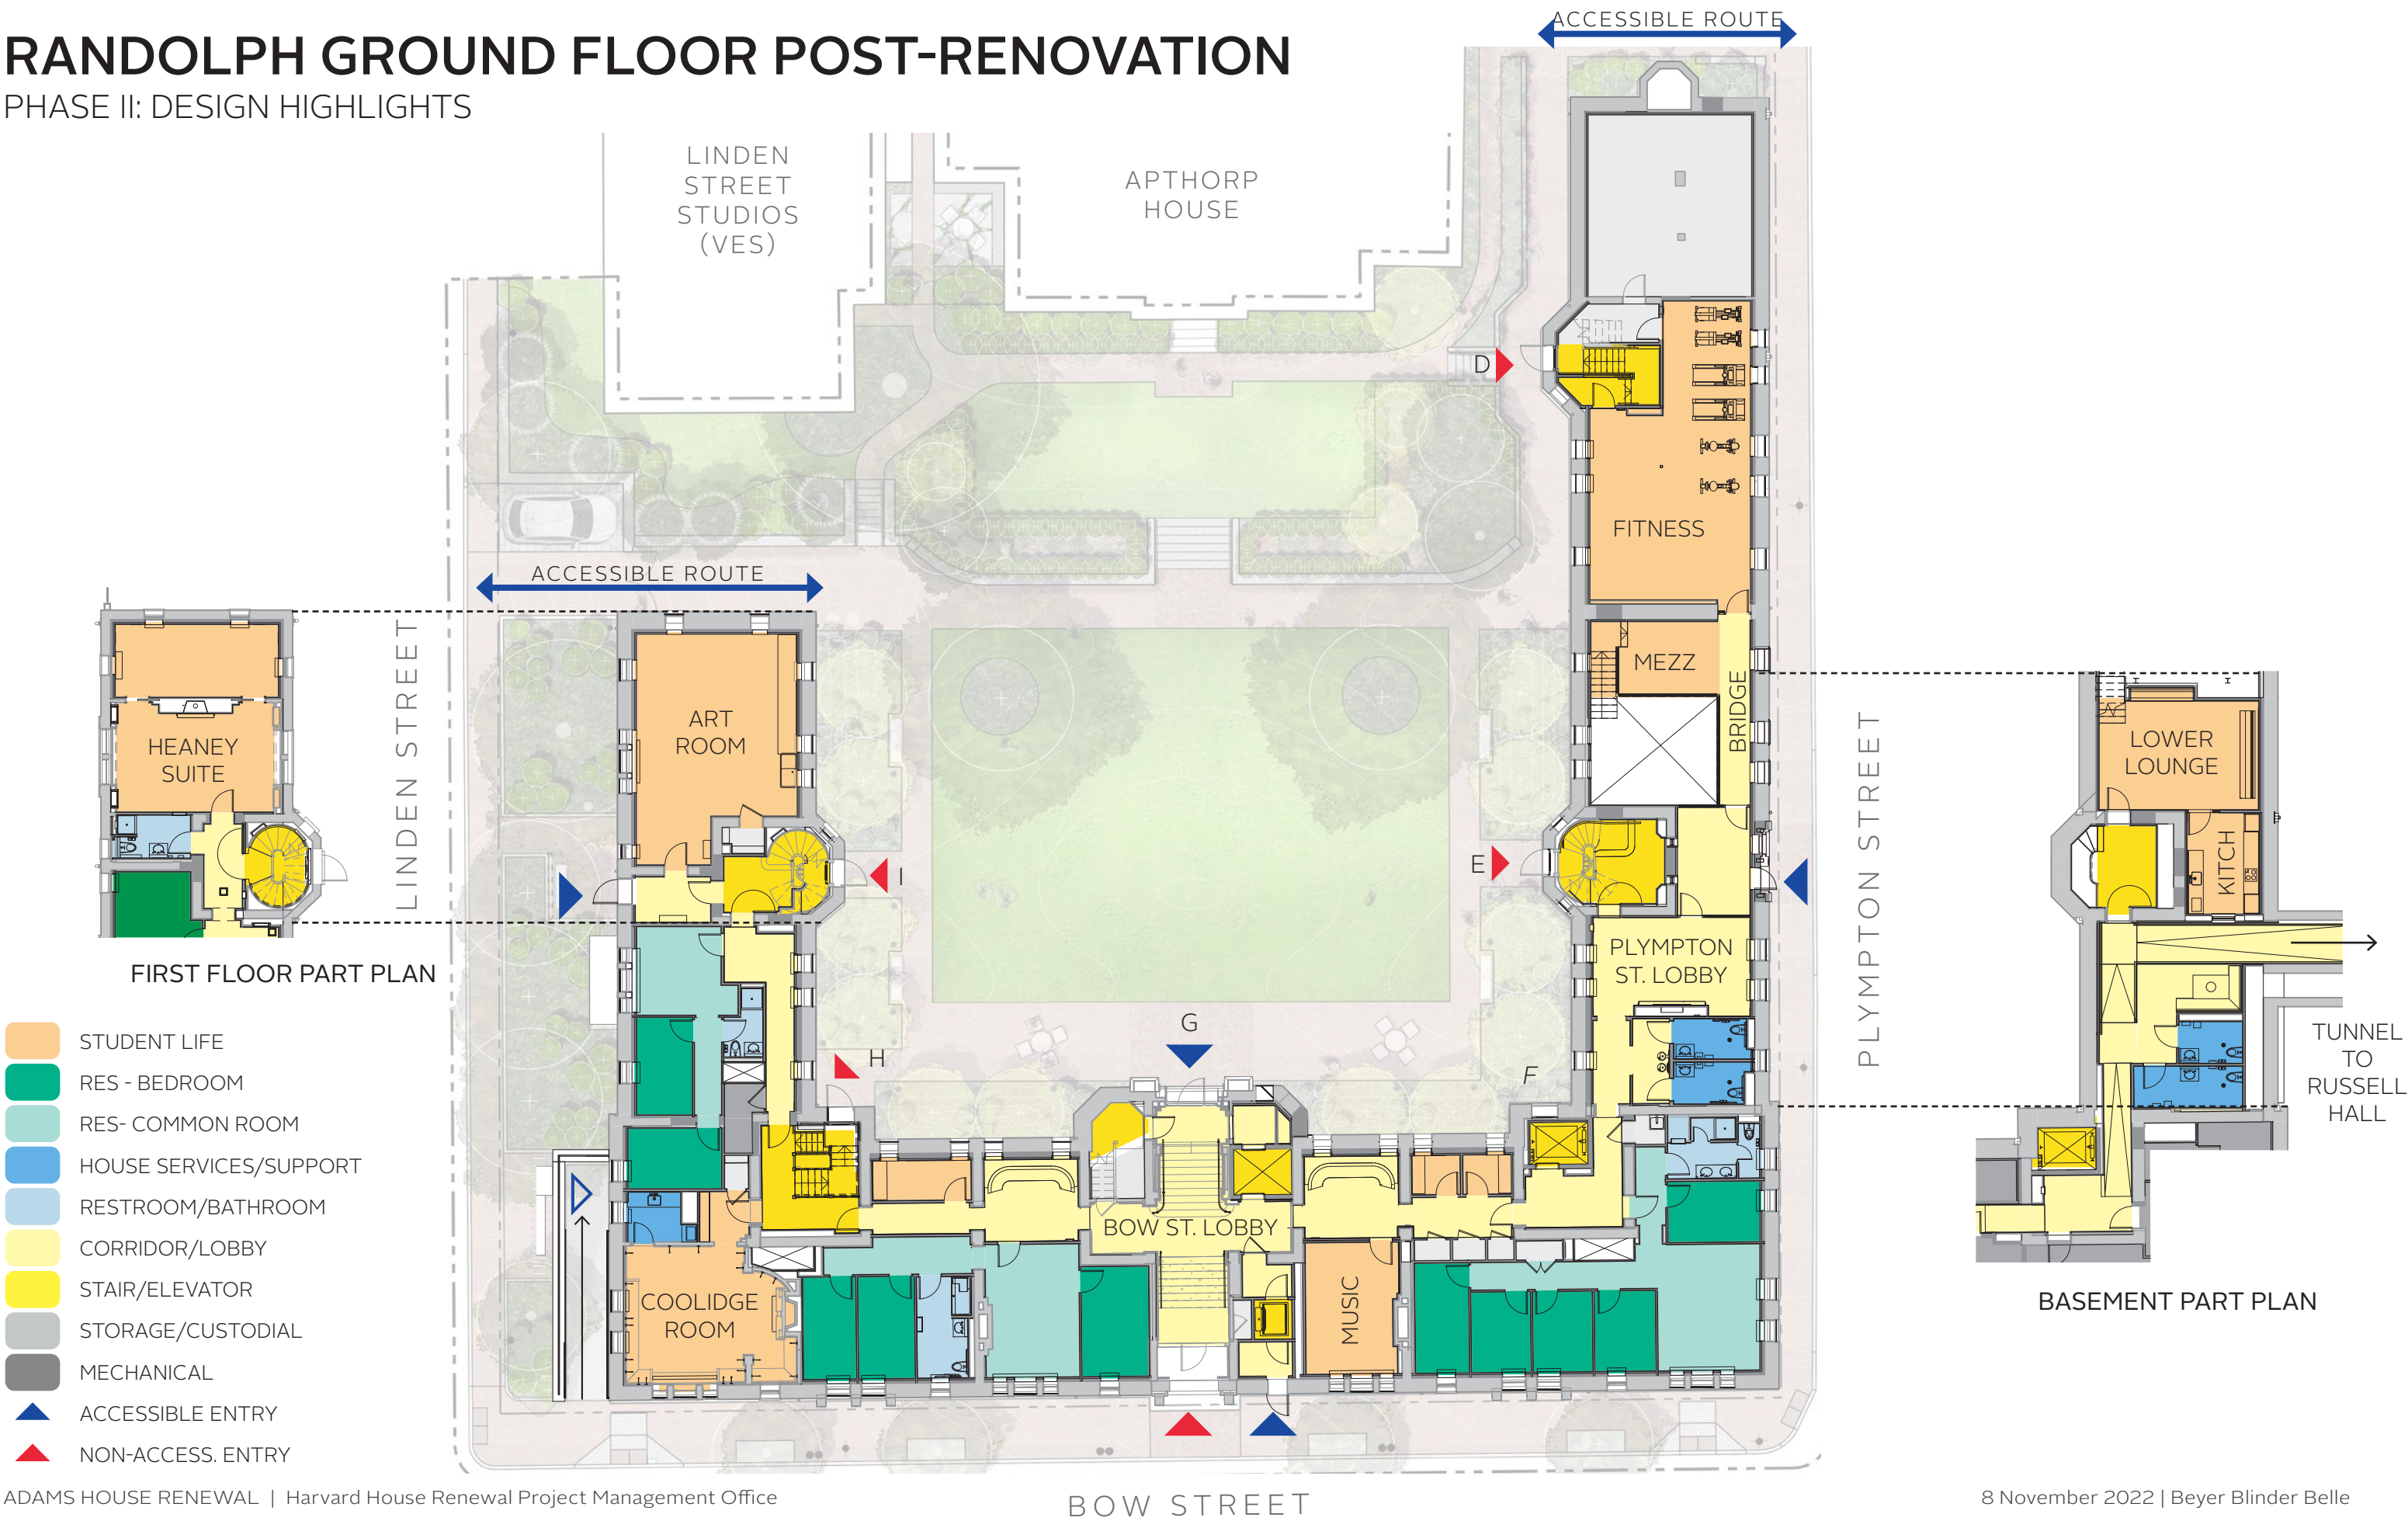 ACCESSIBLE ROUTE
RANDOLPH GROUND FLOOR POST-RENOVATION
PHASE II: DESIGN HIGHLIGHTS
LINDEN
STREET
STUDIOS
(VES)
APTHORP
HOUSE
D
FITNESS
ACCESSIBLE ROUTE
MEZZ
BRIDGE
ART
ROOM
HEANEY
SUITE
LINDEN STREET
PLYMPTON STREET
LOWER
LOUNGE
KITCH
E
I
PLYMPTON
ST. LOBBY
FIRST FLOOR PART PLAN
G
H
F
TUNNEL
TO
RUSSELL
HALL
BOW ST. LOBBY
COOLIDGE
ROOM
MUSIC
BASEMENT PART PLAN
STUDENT LIFE
RES - BEDROOM
RES- COMMON ROOM
HOUSE SERVICES/SUPPORT
RESTROOM/BATHROOM
CORRIDOR/LOBBY
STAIR/ELEVATOR
STORAGE/CUSTODIAL
MECHANICAL
ACCESSIBLE ENTRY
NON-ACCESS. ENTRY
ADAMS HOUSE RENEWAL | Harvard House Renewal Project Management Office
BOW STREET
8 November 2022 | Beyer Blinder Belle